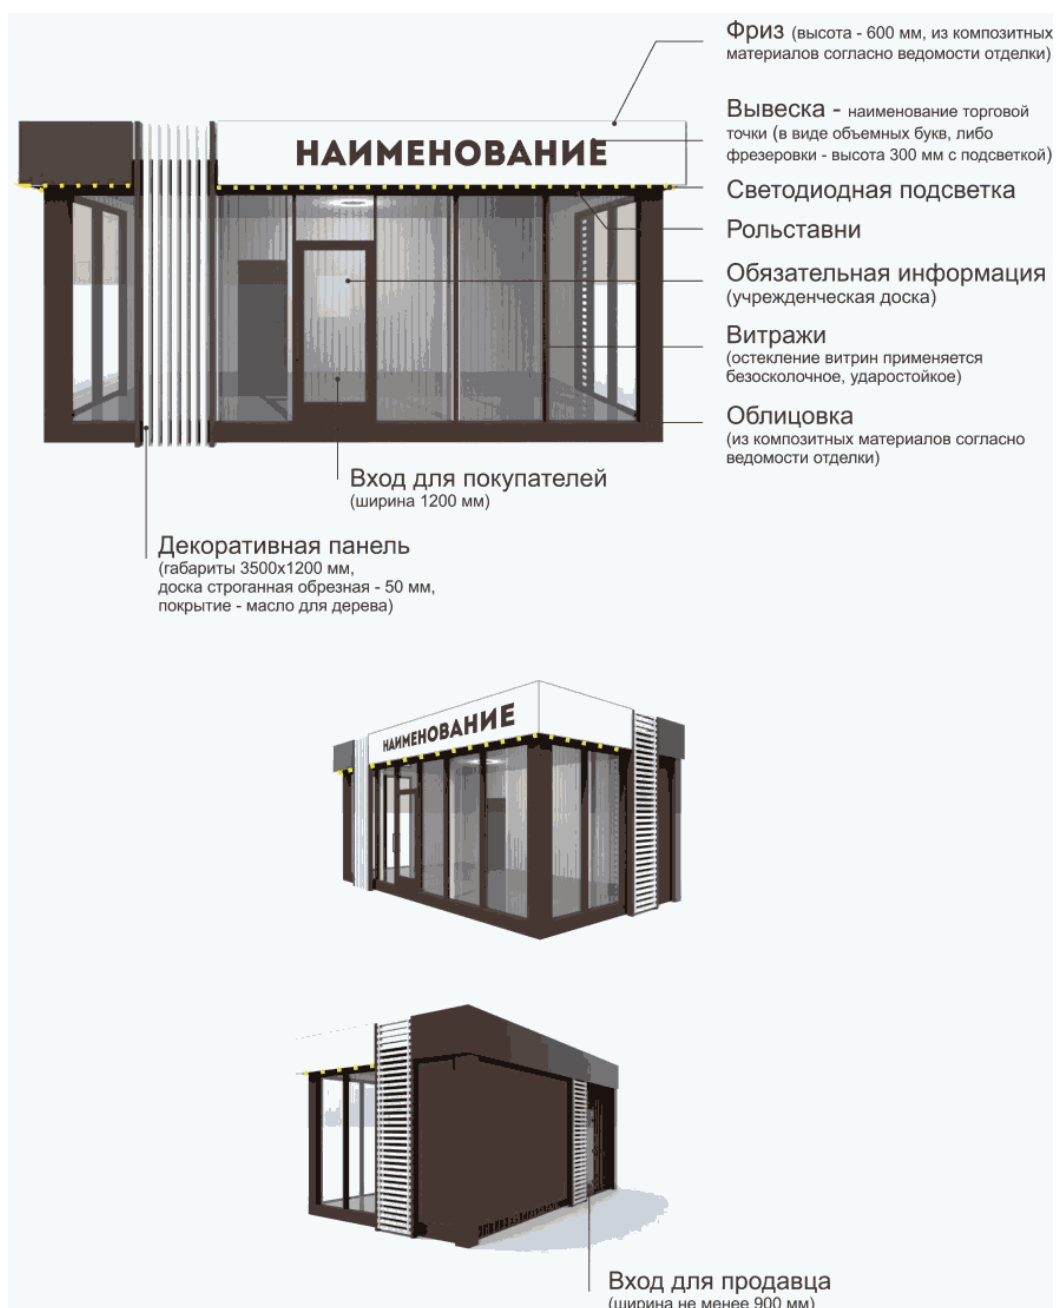 Фриз (высота - 600 мм, из композитных
материалов согласно ведомости отделки)
Вывеска - наименование торговой
точки (в виде объемных букв, либо
фрезеровки - высота 300 мм с подсветкой)
НАИМЕНОВАНИЕ
Светодиодная подсветка
Рольставни
Обязательная информация
(учрежденческая доска)
Витражи
(остекление витрин применяется
безосколочное, ударостойкое)
Облицовка
(из композитных материалов согласно
ведомости отделки)
Вход для покупателей
(ширина 1200 мм)
Декоративная панель
(габариты 3500х1200 мм,
доска строганная обрезная - 50 мм,
покрытие - масло для дерева)
НАИМЕНОВАНИЕ
Вход для продавца
(ширина не менее 900 мм)